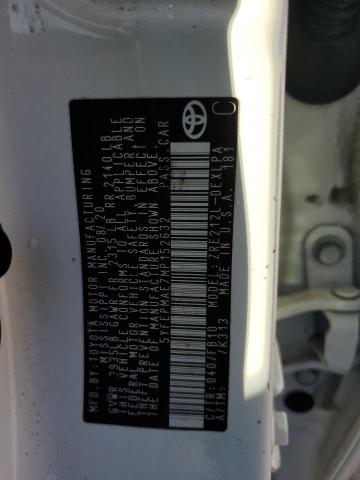 MFD. BY: TOYOTA MOTOR MANUFACTURING
MISSISSIPPI INC. 08/20
GVWR 3935LB GAWR FR 2315LB RR 2140LB
THIS VEHICLE CONFORMS TO ALL APPLICABLE
FEDERAL MOTOR VEHICLE SAFETY, BUMPER AND
THEFT PREVENTION STANDARDS IN EFFECT ON
THE DATE OF MANUFACTURE SHOWN ABOVE.
5YFEPMAE7MP152632 PASS. CAR
C/TR: 040/FB10 MODEL: ZRE212L-DEXLPA
A/TM: /K313 MADE IN U.S.A. 181
C